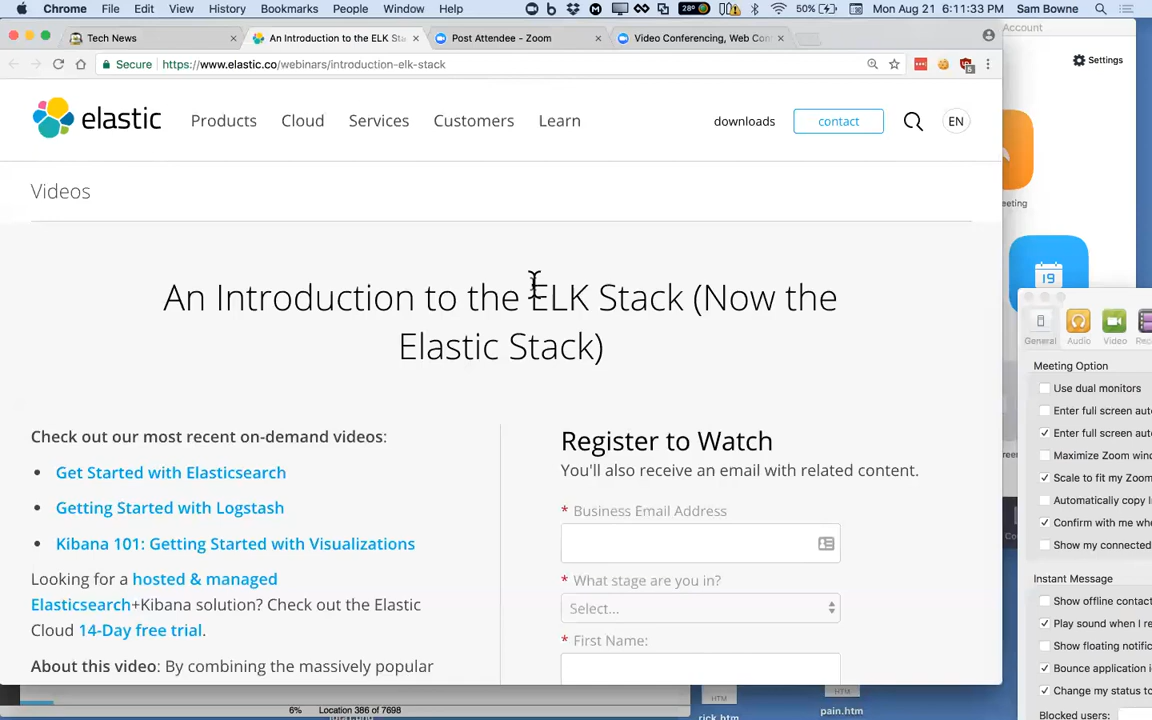 Chrome File Edit View History Bookmarks People Window Help 28° 50% Mon Aug 21 6:11:33 PM Sam Bowne
Tech News
An Introduction to the ELK Sta
Post Attendee - Zoom
Video Conferencing, Web Con
Account
Secure https://www.elastic.co/webinars/introduction-elk-stack
Settings
elastic
Products Cloud Services Customers Learn
downloads contact EN
Videos
eeting
19
An Introduction to the ELK Stack (Now the
Elastic Stack)
General Audio Video
Meeting Option
Use dual monitors
Enter full screen aut
Enter full screen aut
Maximize Zoom wind
Scale to fit my Zoom
Automatically copy
Confirm with me whe
Show my connected
Instant Message
Show offline contact
Play sound when I re
Show floating notific
Bounce application i
Change my status to
Blocked users:
Check out our most recent on-demand videos:
Get Started with Elasticsearch
Getting Started with Logstash
Kibana 101: Getting Started with Visualizations
Looking for a hosted & managed
Elasticsearch+Kibana solution? Check out the Elastic
Cloud 14-Day free trial.
About this video: By combining the massively popular
Register to Watch
You'll also receive an email with related content.
* Business Email Address
* What stage are you in?
Select...
* First Name:
6% Location 386 of 7698
HTM
rick.htm
HTM
pain.htm